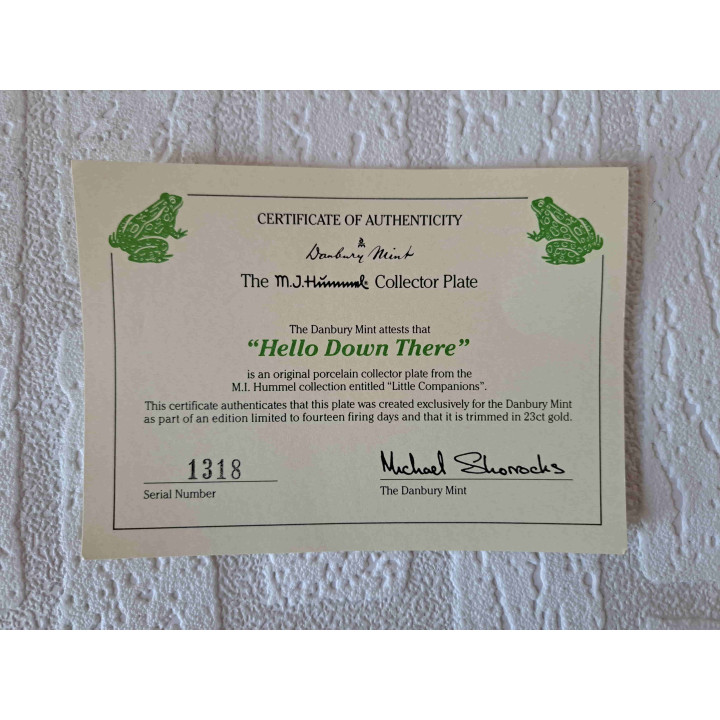 CERTIFICATE OF AUTHENTICITY
Danbury Mint
The M.J.Hummel Collector Plate
The Danbury Mint attests that
“Hello Down There”
is an original porcelain collector plate from the
M.I. Hummel collection entitled “Little Companions”.
This certificate authenticates that this plate was created exclusively for the Danbury Mint
as part of an edition limited to fourteen firing days and that it is trimmed in 23ct gold.
1318
Serial Number
Michael Shorrocks
The Danbury Mint